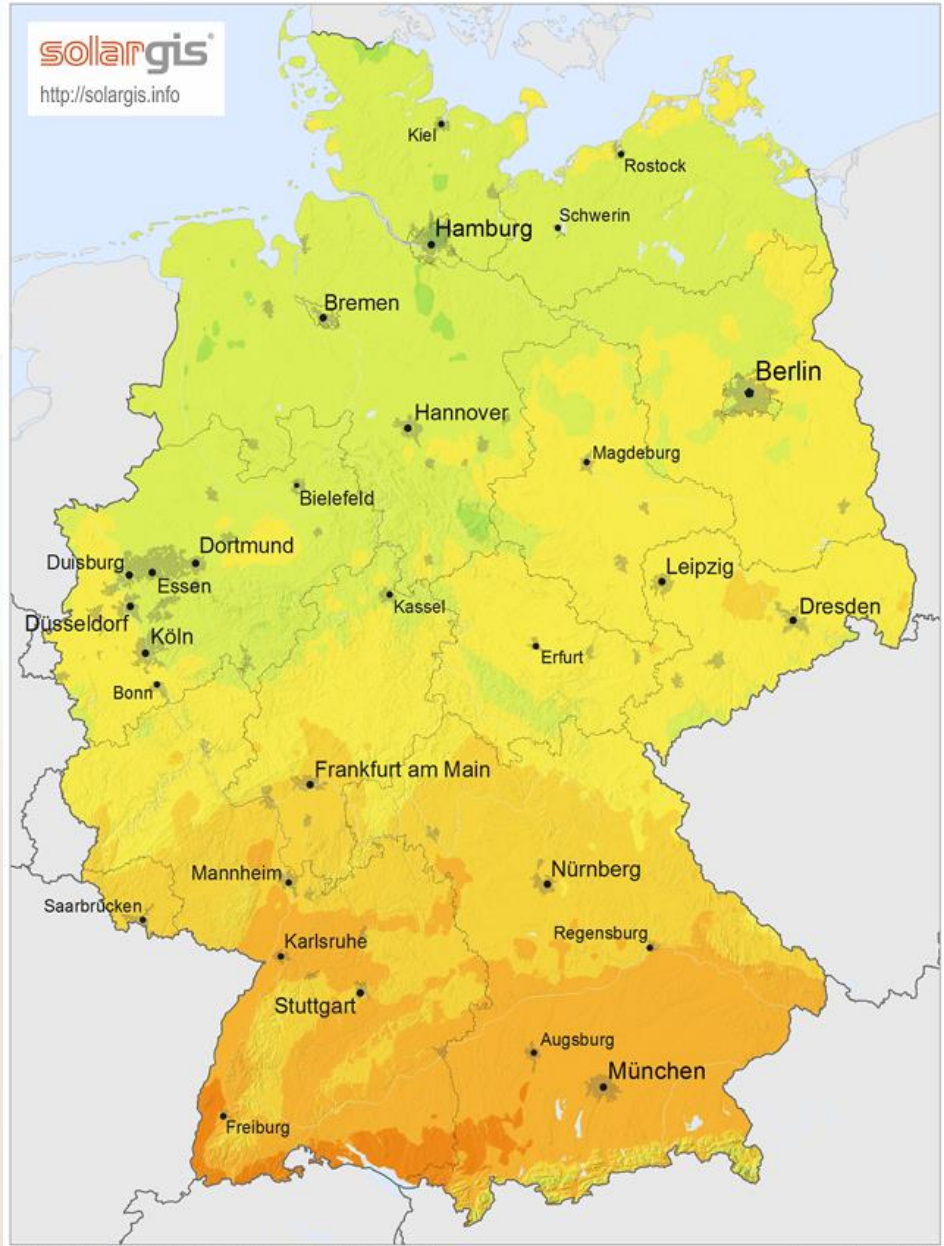 solargis
http://solargis.info
Kiel
Rostock
Schwerin
Hamburg
Bremen
Berlin
Hannover
Magdeburg
Bielefeld
Dortmund
Duisburg
Essen
Leipzig
Kassel
Dresden
Düsseldorf
Köln
Erfurt
Bonn
Frankfurt am Main
Nürnberg
Mannheim
Saarbrücken
Regensburg
Karlsruhe
Stuttgart
Augsburg
München
Freiburg